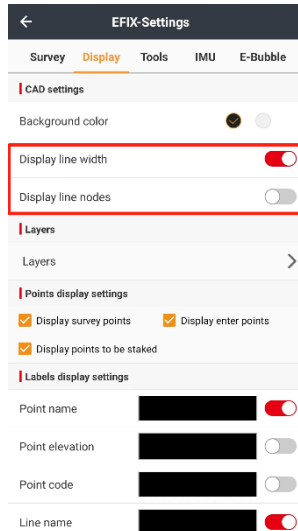 EFIX-Settings
Survey Display Tools IMU E-Bubble
CAD settings
Background color
Display line width
Display line nodes
Layers
Layers
Points display settings
Display survey points Display enter points
Display points to be staked
Labels display settings
Point name
Point elevation
Point code
Line name